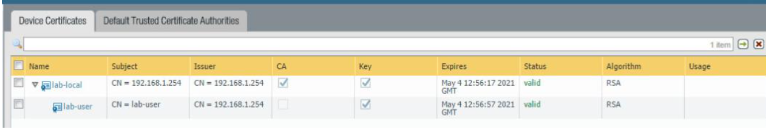 Device Certificates Default Trusted Certificate Authorities
1 item
Name Subject Issuer CA Key Expires Status Algorithm Usage
lab-local CN = 192.168.1.254 CN = 192.168.1.254 May 4 12:56:17 2021 valid RSA
GMT
lab-user CN = lab-user CN = 192.168.1.254 May 4 12:56:57 2021 valid RSA
GMT